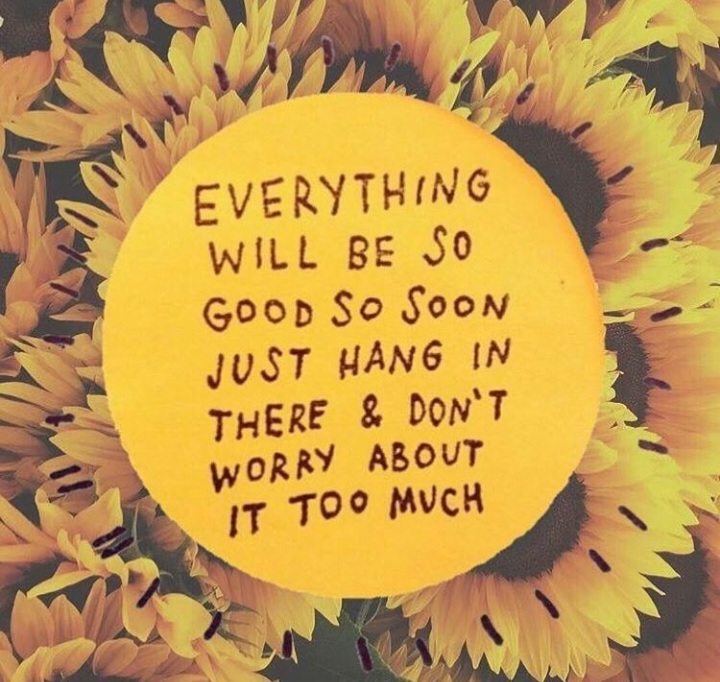 EVERYTHING
WILL BE SO
GOOD SO SOON
JUST HANG IN
THERE & DON'T
WORRY ABOUT
IT TOO MUCH